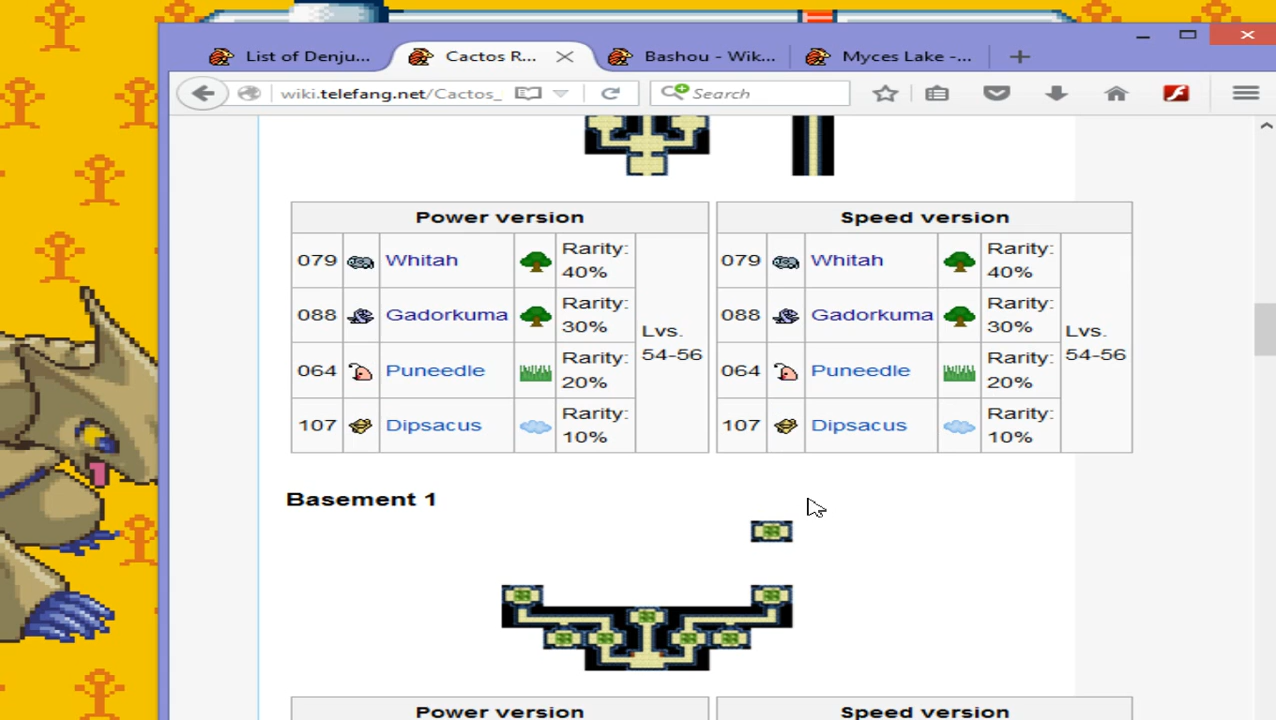 List of Denju...
Cactos R...
Bashou - Wik...
Myces Lake -...
wiki.telefang.net/Cactos_
Search
Power version
Speed version
079 Whitah Rarity: 40%
088 Gadorkuma Rarity: 30%
064 Puneedle Rarity: 20%
107 Dipsacus Rarity: 10%
Lvs. 54-56
079 Whitah Rarity: 40%
088 Gadorkuma Rarity: 30%
064 Puneedle Rarity: 20%
107 Dipsacus Rarity: 10%
Lvs. 54-56
Basement 1
Power version
Speed version